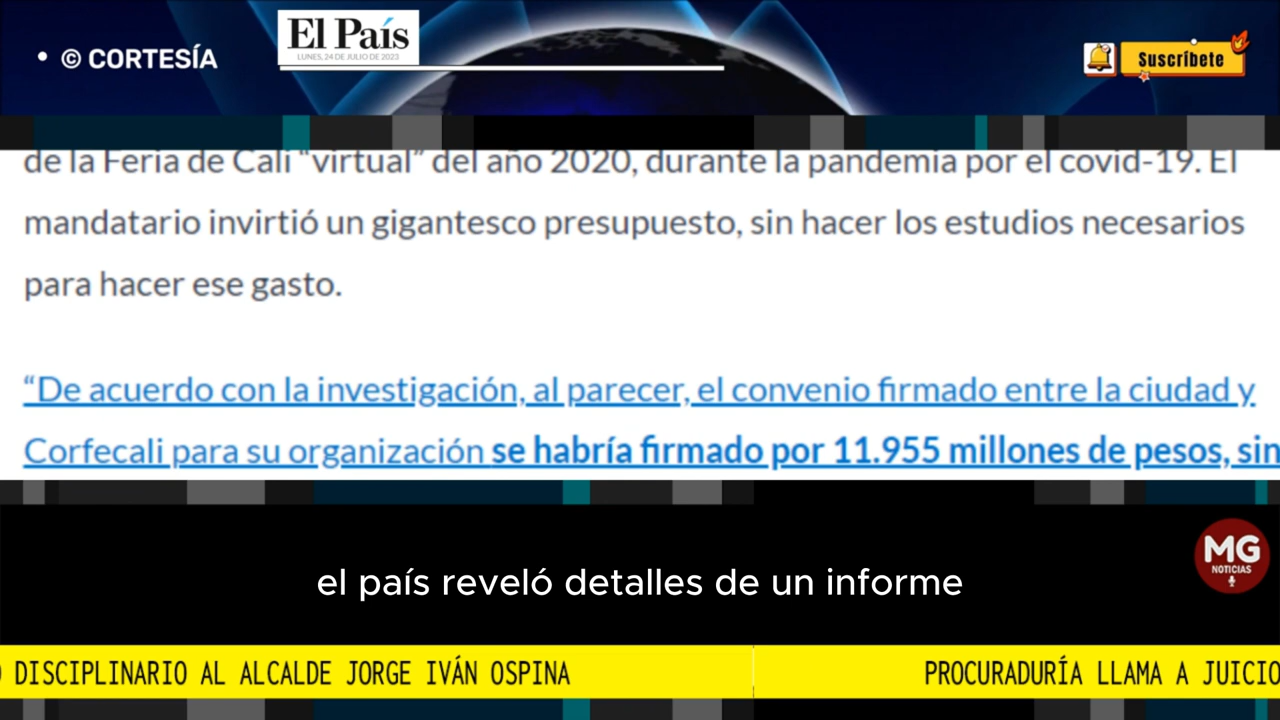 • © CORTESÍA
El País
LUNES, 24 DE JULIO DE 2023
Suscríbete
de la Feria de Cali “virtual” del año 2020, durante la pandemia por el covid-19. El
mandatario invirtió un gigantesco presupuesto, sin hacer los estudios necesarios
para hacer ese gasto.
“De acuerdo con la investigación, al parecer, el convenio firmado entre la ciudad y
Corfecali para su organización se habría firmado por 11.955 millones de pesos, sin
MG
NOTICIAS
el país reveló detalles de un informe
O DISCIPLINARIO AL ALCALDE JORGE IVÁN OSPINA PROCURADURÍA LLAMA A JUICIO